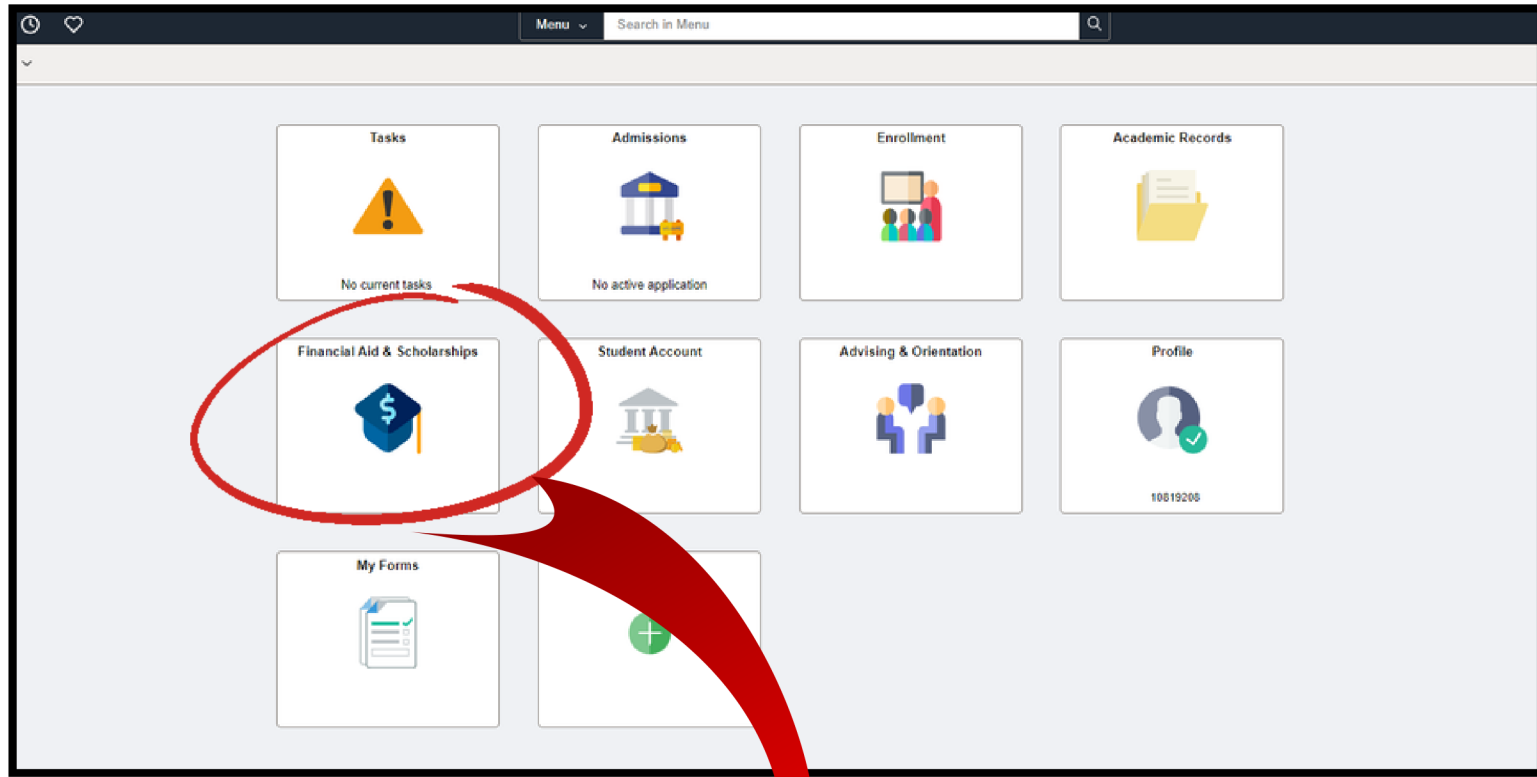 Menu
Search in Menu
Tasks
No current tasks
Admissions
No active application
Enrollment
Academic Records
Financial Aid & Scholarships
Student Account
Advising & Orientation
Profile
10819208
My Forms